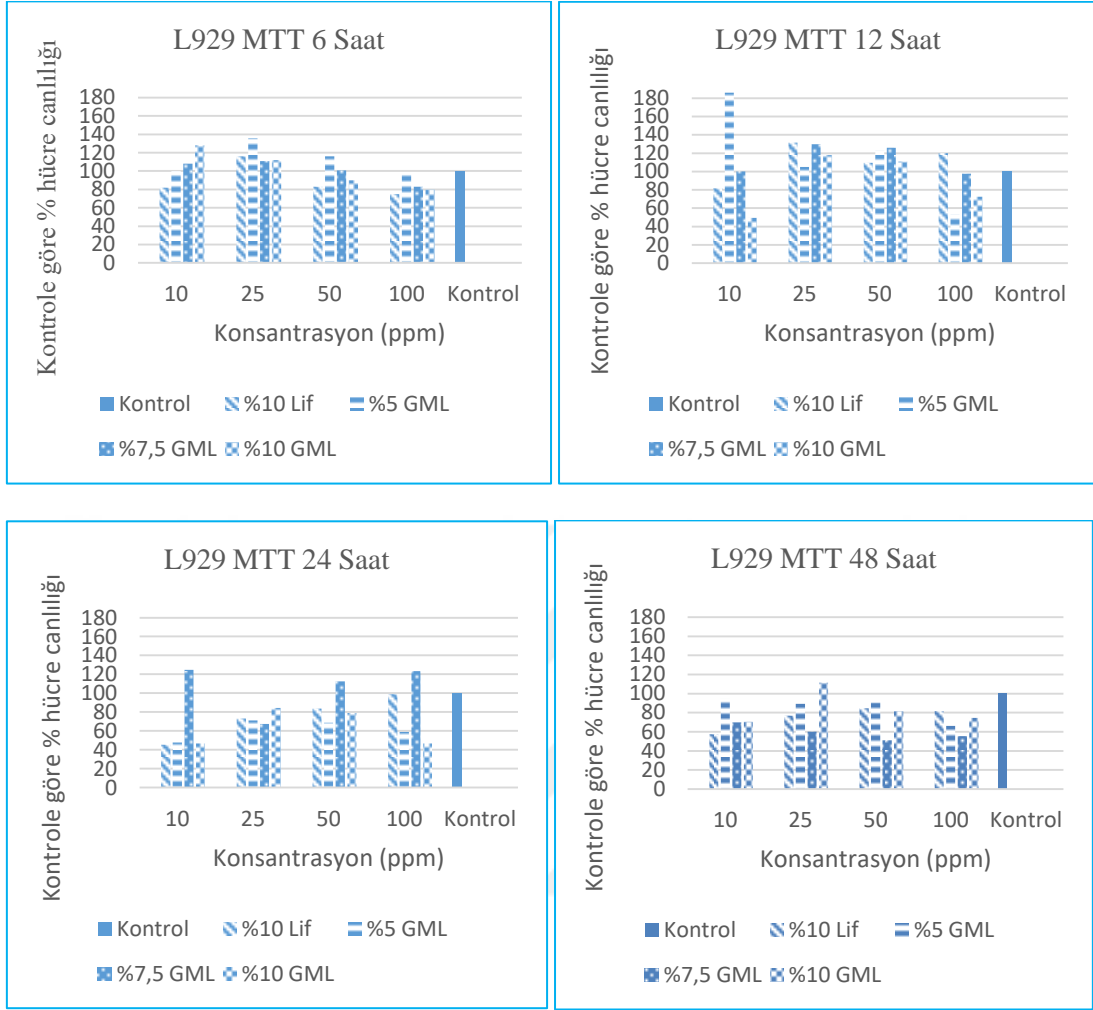 L929 MTT 6 Saat
Kontrole göre % hücre canlılığı
180
160
140
120
100
80
60
40
20
0
10 25 50 100 Kontrol
Konsantrasyon (ppm)
Kontrol %10 Lif %5 GML
%7,5 GML %10 GML
L929 MTT 12 Saat
Kontrole göre % hücre canlılığı
180
160
140
120
100
80
60
40
20
0
10 25 50 100 Kontrol
Konsantrasyon (ppm)
Kontrol %10 Lif %5 GML
%7,5 GML %10 GML
L929 MTT 24 Saat
Kontrole göre % hücre canlılığı
180
160
140
120
100
80
60
40
20
0
10 25 50 100 Kontrol
Konsantrasyon (ppm)
Kontrol %10 Lif %5 GML
%7,5 GML %10 GML
L929 MTT 48 Saat
Kontrole göre % hücre canlılığı
180
160
140
120
100
80
60
40
20
0
10 25 50 100 Kontrol
Konsantrasyon (ppm)
Kontrol %10 Lif %5 GML
%7,5 GML %10 GML